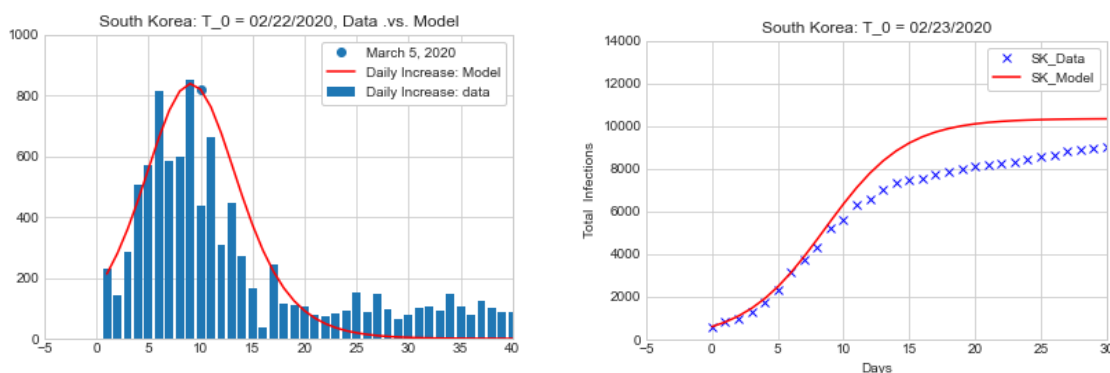 South Korea: T_0 = 02/22/2020, Data .vs. Model
1000
800
600
400
200
0
-5 0 5 10 15 20 25 30 35 40
March 5, 2020
Daily Increase: Model
Daily Increase: data
South Korea: T_0 = 02/23/2020
Total Infections
14000
12000
10000
8000
6000
4000
2000
0
-5 0 5 10 15 20 25 30
Days
SK_Data
SK_Model